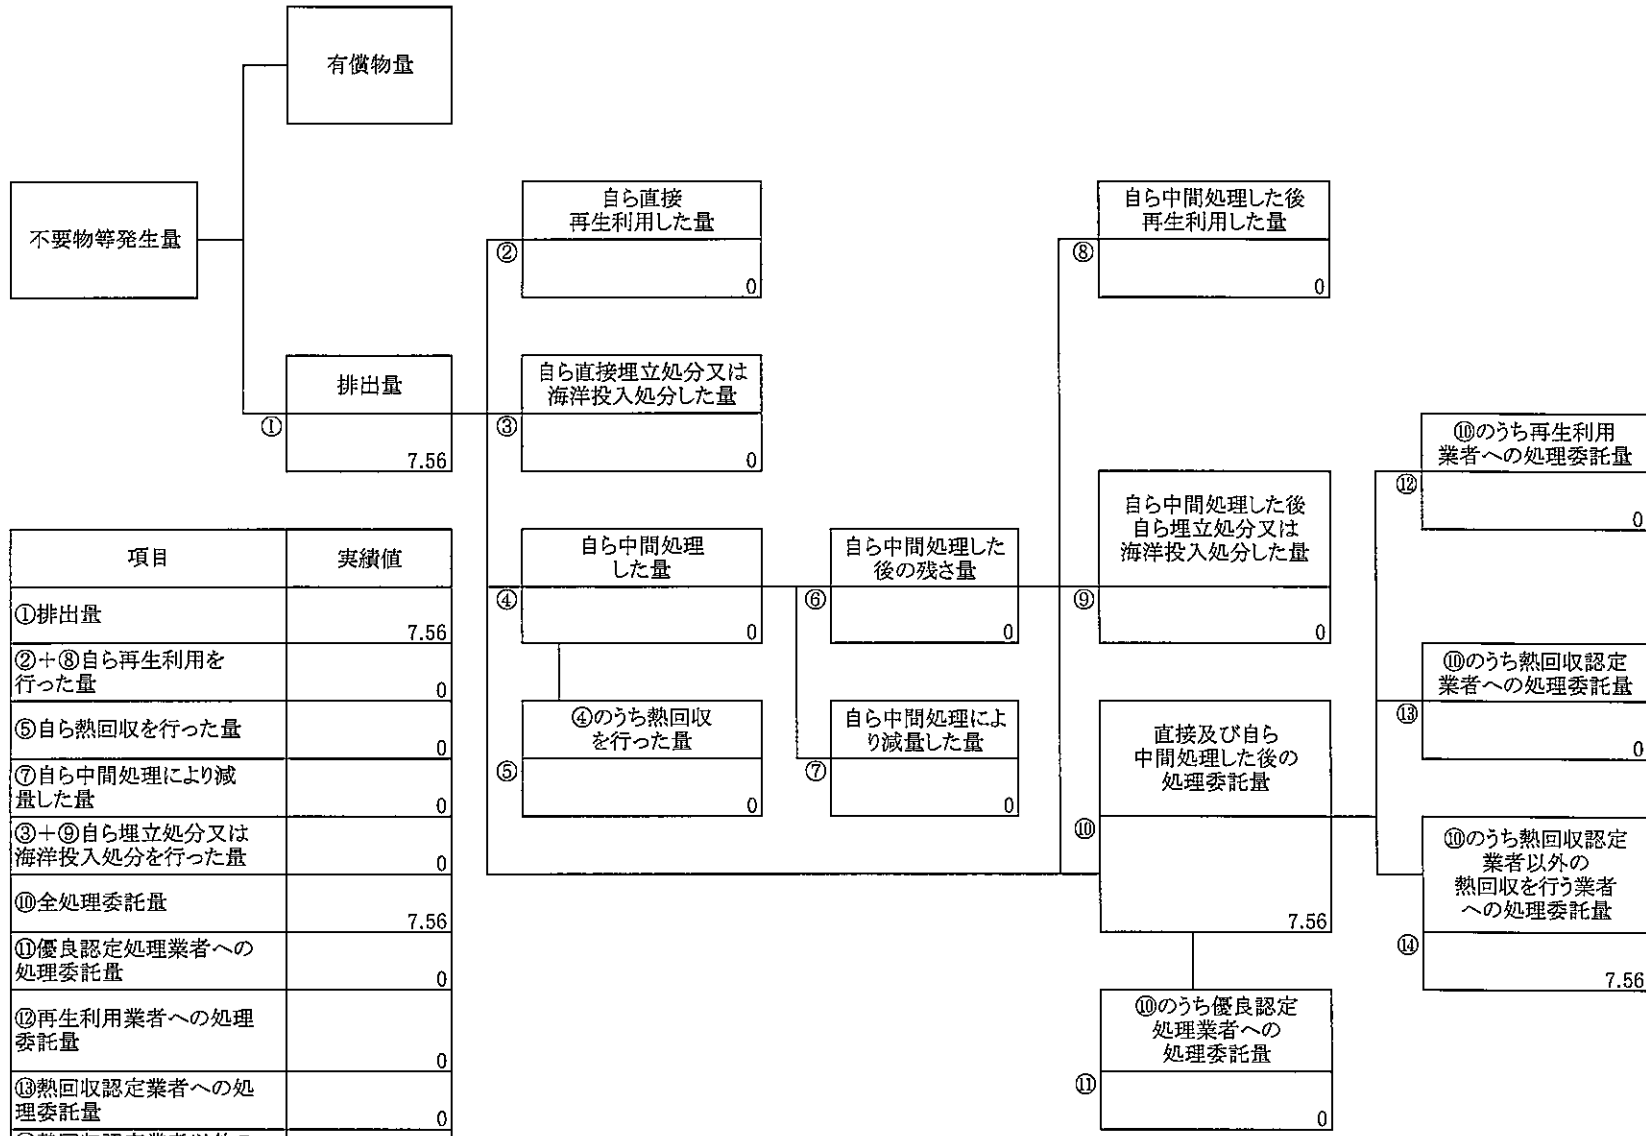 有償物量
不要物等発生量
自ら直接
再生利用した量
②
0
自ら中間処理した後
再生利用した量
⑧
0
排出量
①
7.56
自ら直接埋立処分又は
海洋投入処分した量
③
0
⑩のうち再生利用
業者への処理委託量
⑫
0
自ら中間処理
した量
④
0
自ら中間処理した
後の残さ量
⑥
0
自ら中間処理した後
自ら埋立処分又は
海洋投入処分した量
⑨
0
⑩のうち熱回収認定
業者への処理委託量
⑬
0
④のうち熱回収
を行った量
⑤
0
自ら中間処理によ
り減量した量
⑦
0
直接及び自ら
中間処理した後の
処理委託量
⑩
7.56
⑩のうち熱回収認定
業者以外の
熱回収を行う業者
への処理委託量
⑭
7.56
⑩のうち優良認定
処理業者への
処理委託量
⑪
0
項目 実績値
①排出量
7.56
②+⑧自ら再生利用を
行った量 0
⑤自ら熱回収を行った量
0
⑦自ら中間処理により減
量した量 0
③+⑨自ら埋立処分又は
海洋投入処分を行った量 0
⑩全処理委託量
7.56
⑪優良認定処理業者への
処理委託量 0
⑫再生利用業者への処理
委託量 0
⑬熱回収認定業者への処
理委託量 0